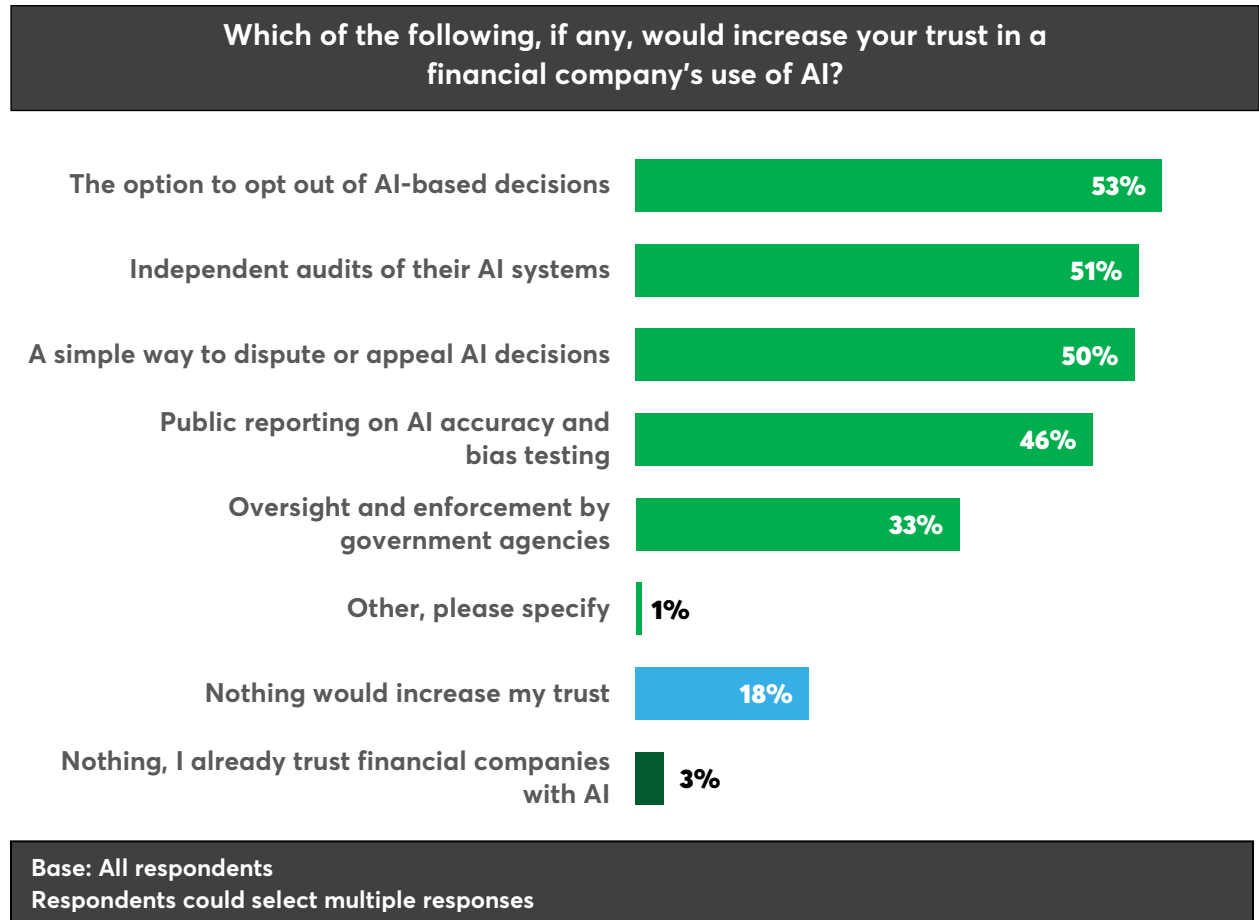 Which of the following, if any, would increase your trust in a
financial company's use of AI?
The option to opt out of AI-based decisions
53%
Independent audits of their AI systems
51%
A simple way to dispute or appeal AI decisions
50%
Public reporting on AI accuracy and
bias testing
46%
Oversight and enforcement by
government agencies
33%
Other, please specify
1%
Nothing would increase my trust
18%
Nothing, I already trust financial companies
with AI
3%
Base: All respondents
Respondents could select multiple responses